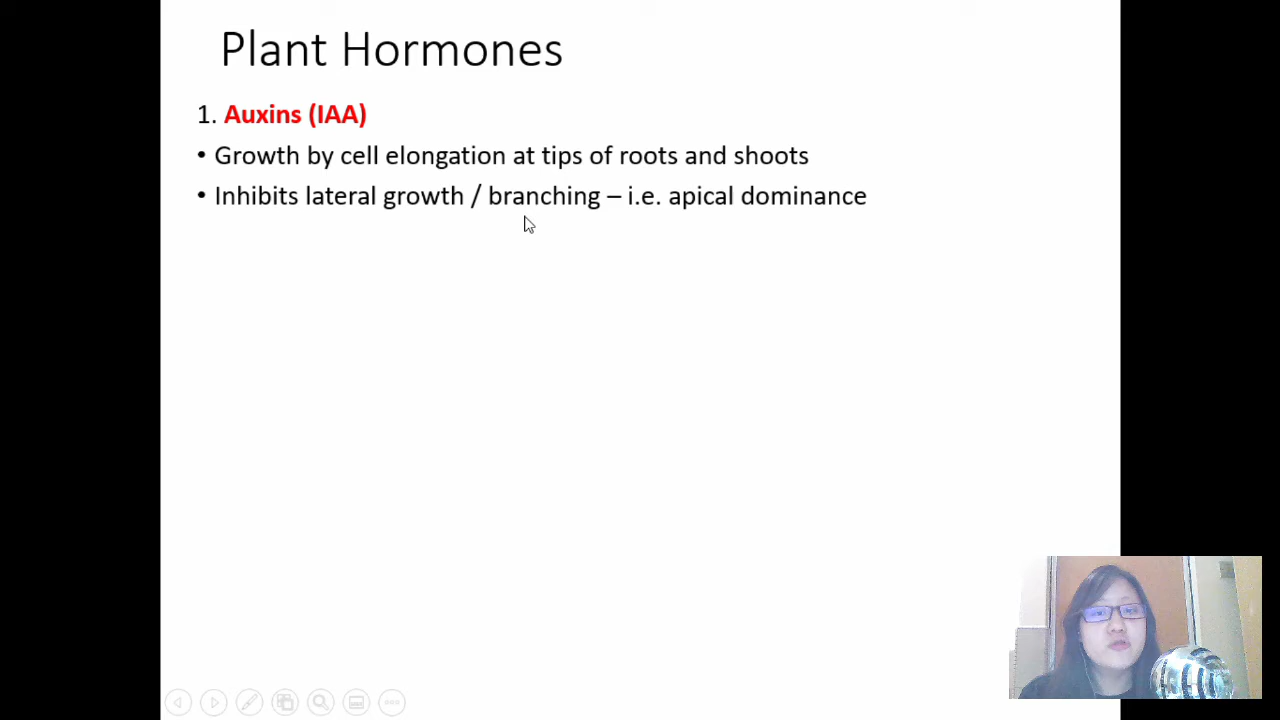 Plant Hormones
1. Auxins (IAA)
• Growth by cell elongation at tips of roots and shoots
• Inhibits lateral growth / branching – i.e. apical dominance